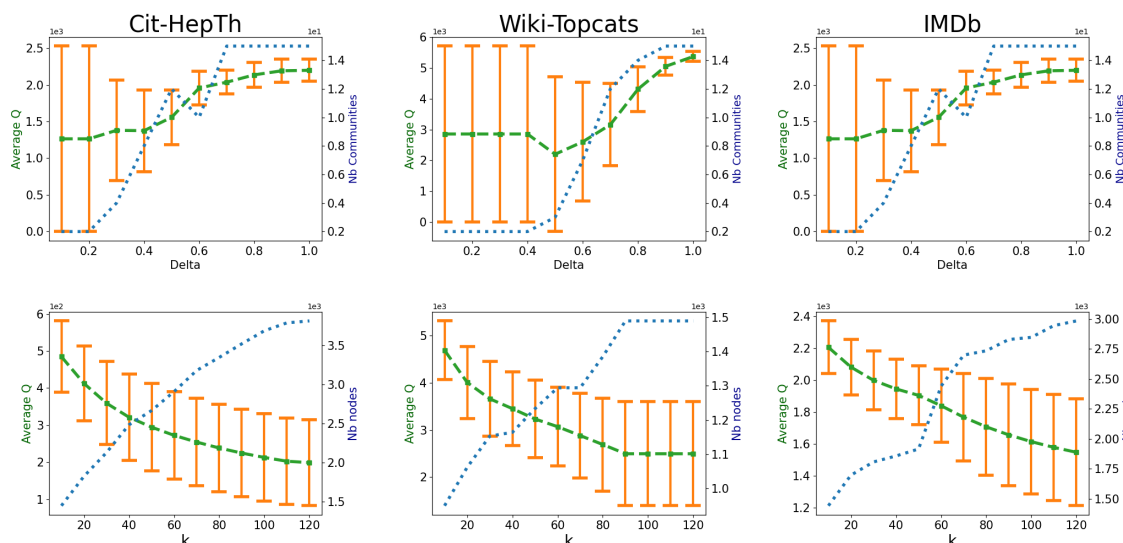 Cit-HepTh Wiki-Topcats IMDb
1e3 1e1 1e3 1e1 1e3 1e1
2.5 2.0 1.5 1.0 0.5 0.0
Average Q
1.4 1.2 1.0 0.8 0.6 0.4 0.2
Nb Communities
0.2 0.4 0.6 0.8 1.0
Delta
6 5 4 3 2 1 0
Average Q
1.4 1.2 1.0 0.8 0.6 0.4 0.2
Nb Communities
0.2 0.4 0.6 0.8 1.0
Delta
2.5 2.0 1.5 1.0 0.5 0.0
Average Q
1.4 1.2 1.0 0.8 0.6 0.4 0.2
Nb Communities
0.2 0.4 0.6 0.8 1.0
Delta
1e2 1e3 1e3 1e3 1e3 1e3
6 5 4 3 2 1
Average Q
3.5 3.0 2.5 2.0 1.5
Nb nodes
20 40 60 80 100 120
k
5 4 3 2
Average Q
1.5 1.4 1.3 1.2 1.1 1.0
Nb nodes
20 40 60 80 100 120
k
2.4 2.2 2.0 1.8 1.6 1.4 1.2
Average Q
3.00 2.75 2.50 2.25 2.00 1.75 1.50
20 40 60 80 100 120
k